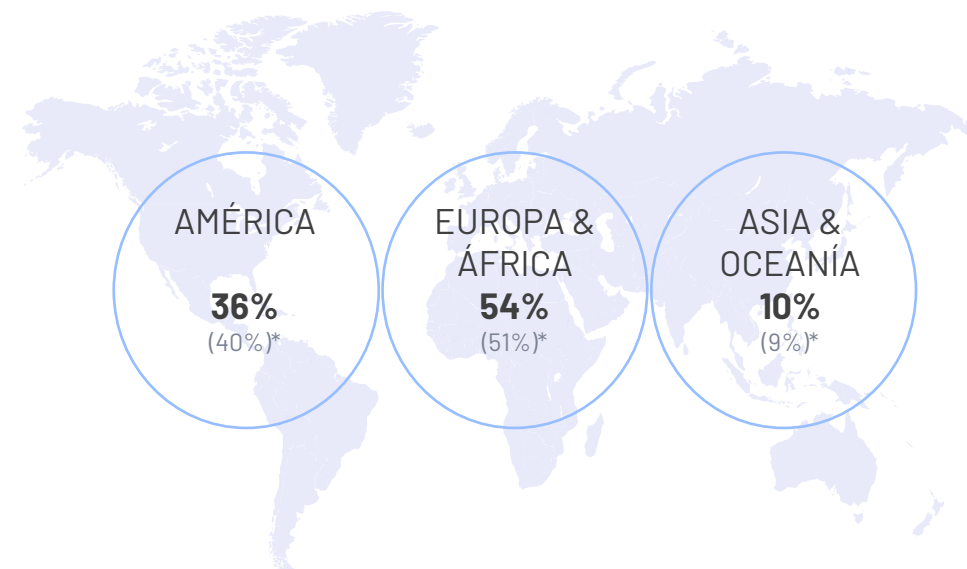 AMÉRICA
36%
(40%)*
EUROPA &
ÁFRICA
54%
(51%)*
ASIA &
OCEANÍA
10%
(9%)*